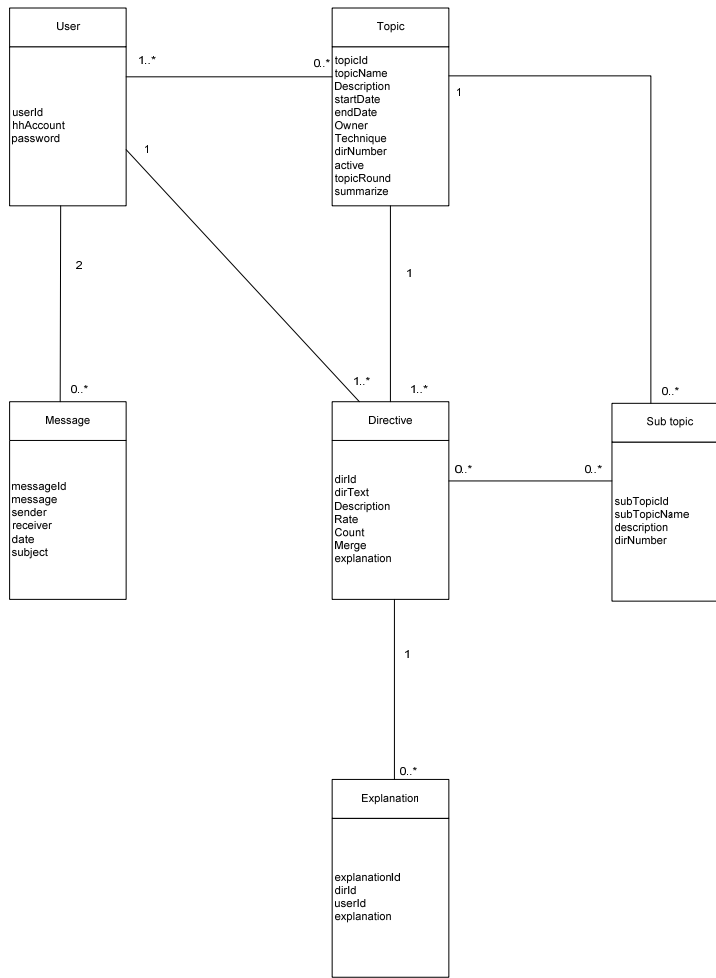 User
Topic
1..*
0..*
userId
hhAccount
password
topicId
topicName
Description
startDate
endDate
Owner
Technique
dirNumber
active
topicRound
summarize
1
1
2
1
0..*
1..*
1..*
0..*
Message
Directive
Sub topic
messageId
message
sender
receiver
date
subject
dirId
dirText
Description
Rate
Count
Merge
explanation
0..*
0..*
subTopicId
subTopicName
description
dirNumber
1
0..*
Explanation
explanationId
dirId
userId
explanation